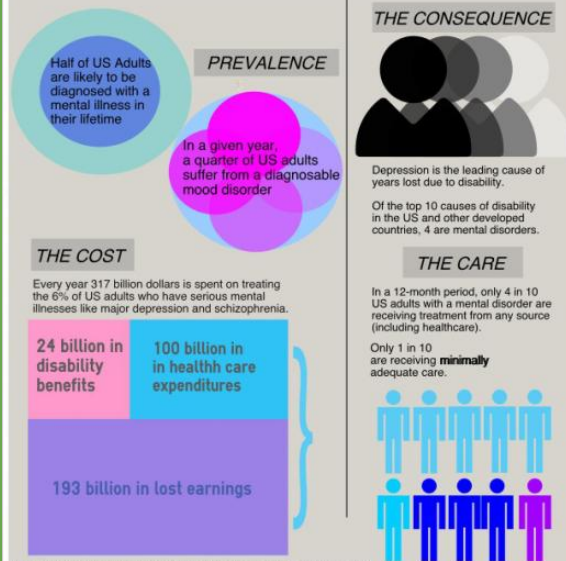 Half of US Adults
are likely to be
diagnosed with a
mental illness in
their lifetime
PREVALENCE
In a given year,
a quarter of US adults
suffer from a diagnosable
mood disorder
THE COST
Every year 317 billion dollars is spent on treating
the 6% of US adults who have serious mental
illnesses like major depression and schizophrenia.
24 billion in
disability
benefits
100 billion in
in healthh care
expenditures
193 billion in lost earnings
THE CONSEQUENCE
Depression is the leading cause of
years lost due to disability.
Of the top 10 causes of disability
in the US and other developed
countries, 4 are mental disorders.
THE CARE
In a 12-month period, only 4 in 10
US adults with a mental disorder are
receiving treatment from any source
(including healthcare).
Only 1 in 10
are receiving minimally
adequate care.